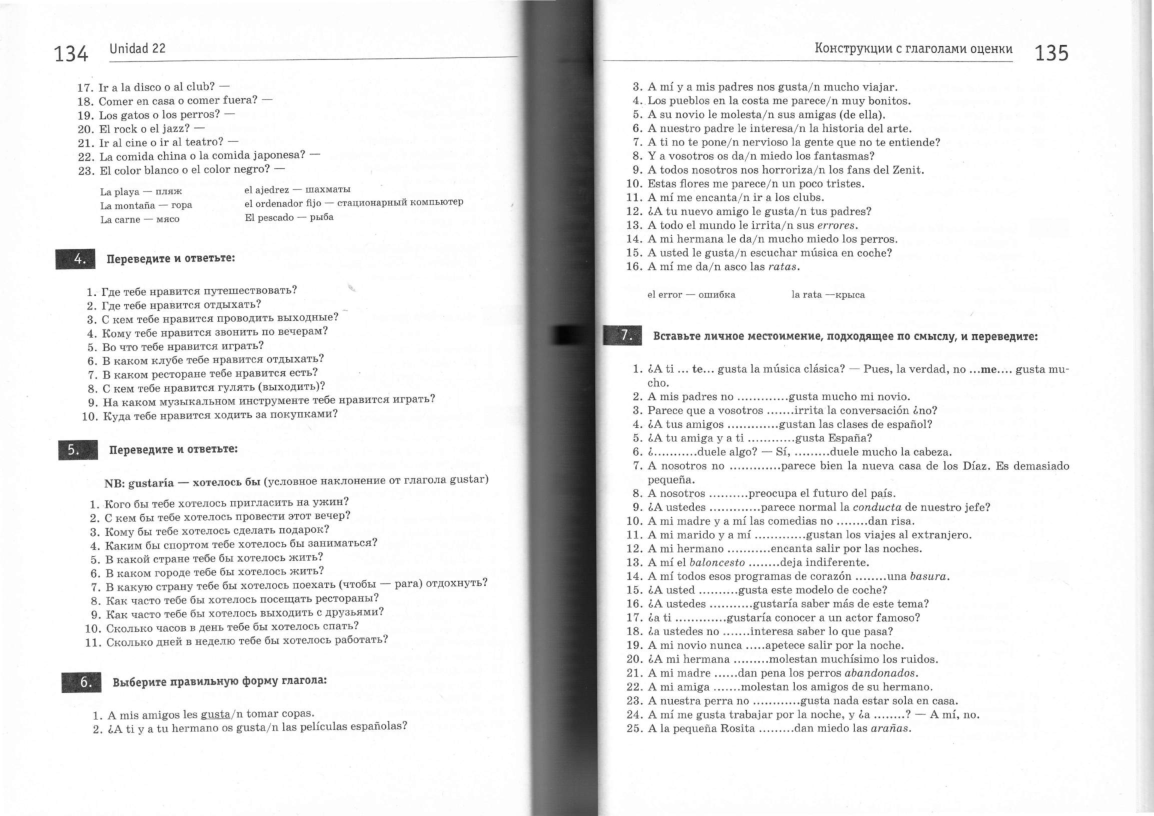 134 Unidad 22
17. Ir a la disco o al club? —
18. Comer en casa o comer fuera? —
19. Los gatos o los perros? —
20. El rock o el jazz? —
21. Ir al cine o ir al teatro? —
22. La comida china o la comida japonesa? —
23. El color blanco o el color negro? —
La playa — пляж el ajedrez — шахматы
La montaña — гора el ordenador fijo — стационарный компьютер
La carne — мясо El pescado — рыба
4. Переведите и ответьте:
1. Где тебе нравится путешествовать?
2. Где тебе нравится отдыхать?
3. С кем тебе нравится проводить выходные?
4. Кому тебе нравится звонить по вечерам?
5. Во что тебе нравится играть?
6. В каком клубе тебе нравится отдыхать?
7. В каком ресторане тебе нравится есть?
8. С кем тебе нравится гулять (выходить)?
9. На каком музыкальном инструменте тебе нравится играть?
10. Куда тебе нравится ходить за покупками?
5. Переведите и ответьте:
NB: gustaría — хотелось бы (условное наклонение от глагола gustar)
1. Кого бы тебе хотелось пригласить на ужин?
2. С кем бы тебе хотелось провести этот вечер?
3. Кому бы тебе хотелось сделать подарок?
4. Каким бы спортом тебе хотелось бы заниматься?
5. В какой стране тебе бы хотелось жить?
6. В каком городе тебе бы хотелось жить?
7. В какую страну тебе бы хотелось поехать (чтобы — para) отдохнуть?
8. Как часто тебе бы хотелось посещать рестораны?
9. Как часто тебе бы хотелось выходить с друзьями?
10. Сколько часов в день тебе бы хотелось спать?
11. Сколько дней в неделю тебе бы хотелось работать?
6. Выберите правильную форму глагола:
1. A mis amigos les gusta/n tomar copas.
2. ¿A ti y a tu hermano os gusta/n las películas españolas?
Конструкции с глаголами оценки 135
3. A mí y a mis padres nos gusta/n mucho viajar.
4. Los pueblos en la costa me parece/n muy bonitos.
5. A su novio le molesta/n sus amigas (de ella).
6. A nuestro padre le interesa/n la historia del arte.
7. A ti no te pone/n nervioso la gente que no te entiende?
8. Y a vosotros os da/n miedo los fantasmas?
9. A todos nosotros nos horroriza/n los fans del Zenit.
10. Estas flores me parece/n un poco tristes.
11. A mí me encanta/n ir a los clubs.
12. ¿A tu nuevo amigo le gusta/n tus padres?
13. A todo el mundo le irrita/n sus errores.
14. A mi hermana le da/n mucho miedo los perros.
15. A usted le gusta/n escuchar música en coche?
16. A mí me da/n asco las ratas.
el error — ошибка la rata —крыса
7. Вставьте личное местоимение, подходящее по смыслу, и переведите:
1. ¿A ti ... te... gusta la música clásica? — Pues, la verdad, no ...me.... gusta mu-
cho.
2. A mis padres no .............gusta mucho mi novio.
3. Parece que a vosotros .......irrita la conversación ¿no?
4. ¿A tus amigos .............gustan las clases de español?
5. ¿A tu amiga y a ti ............gusta España?
6. ¿...........duele algo? — Sí, .........duele mucho la cabeza.
7. A nosotros no .............parece bien la nueva casa de los Díaz. Es demasiado
pequeña.
8. A nosotros ..........preocupa el futuro del país.
9. ¿A ustedes .............parece normal la conducta de nuestro jefe?
10. A mi madre y a mí las comedias no ........dan risa.
11. A mi marido y a mí .............gustan los viajes al extranjero.
12. A mi hermano ...........encanta salir por las noches.
13. A mí el baloncesto ........deja indiferente.
14. A mí todos esos programas de corazón ........una basura.
15. ¿A usted ..........gusta este modelo de coche?
16. ¿A ustedes ...........gustaría saber más de este tema?
17. ¿a ti .............gustaría conocer a un actor famoso?
18. ¿a ustedes no .......interesa saber lo que pasa?
19. A mi novio nunca .....apetece salir por la noche.
20. ¿A mi hermana .........molestan muchísimo los ruidos.
21. A mi madre ......dan pena los perros abandonados.
22. A mi amiga .......molestan los amigos de su hermano.
23. A nuestra perra no ............gusta nada estar sola en casa.
24. A mí me gusta trabajar por la noche, y ¿a ........? — A mí, no.
25. A la pequeña Rosita .........dan miedo las arañas.